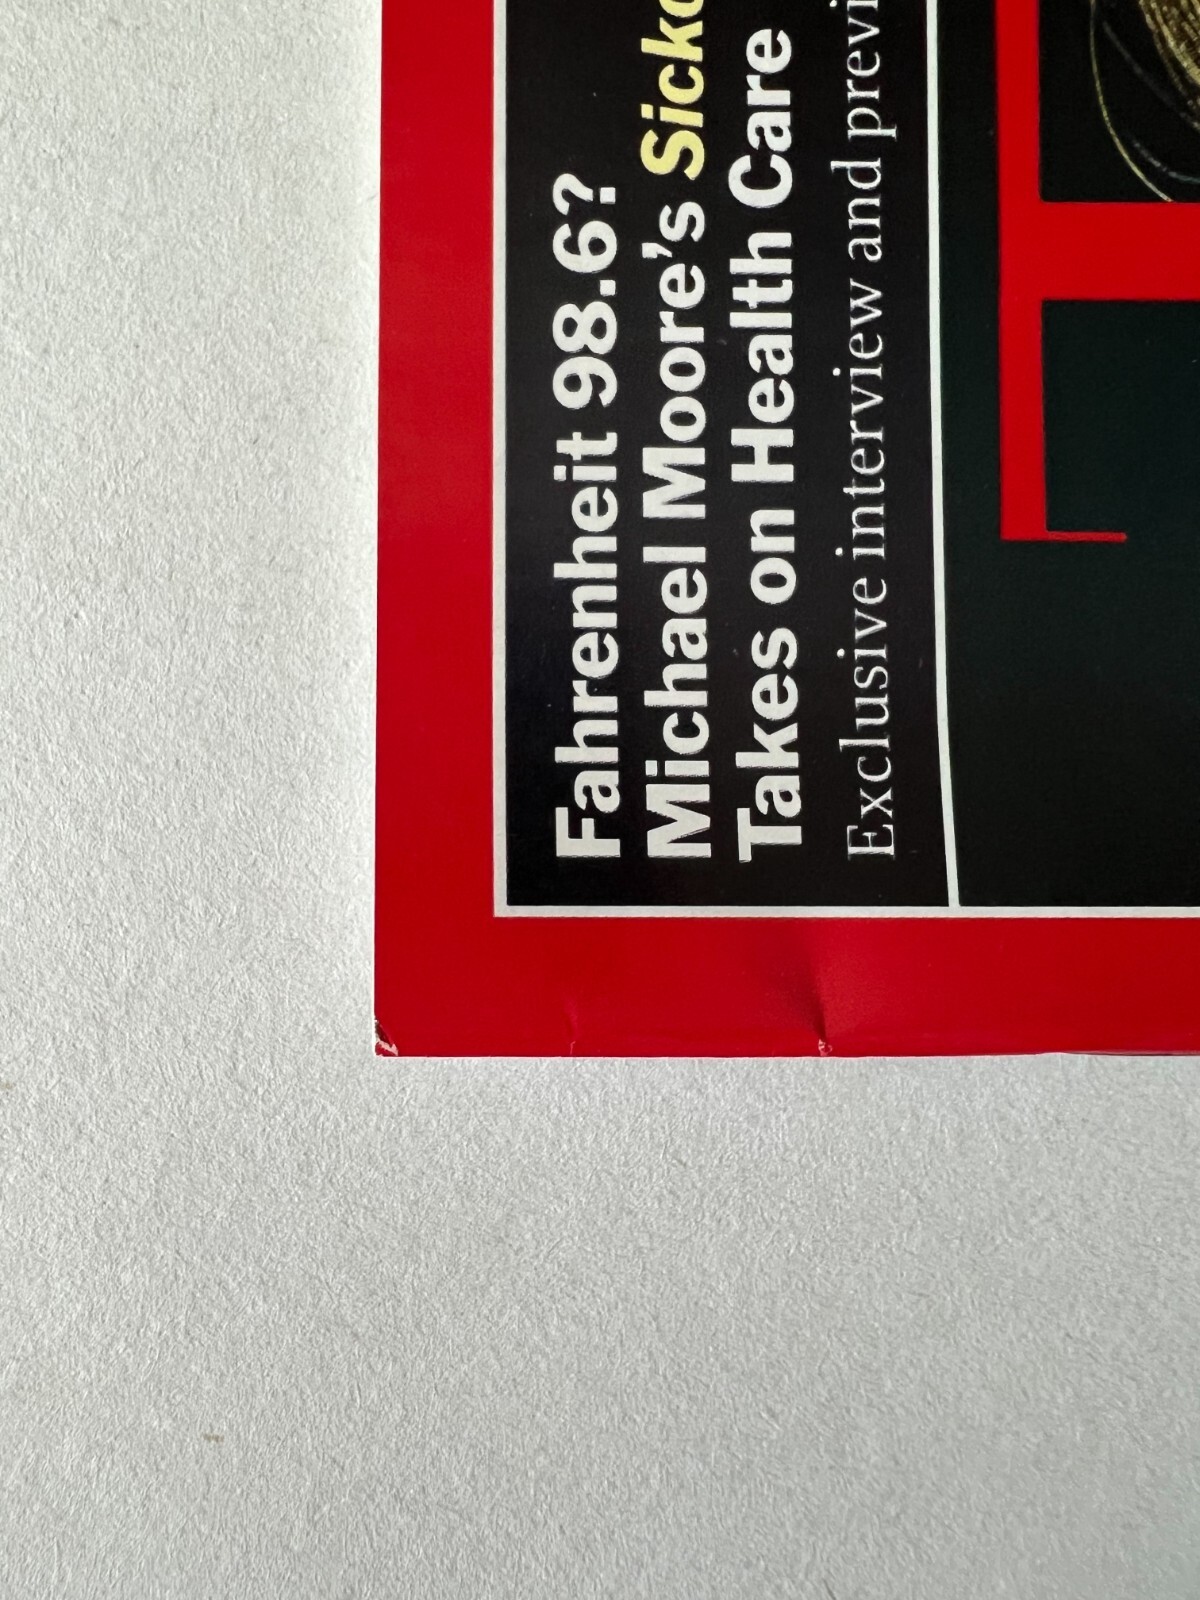 Fahrenheit 98.6?
Michael Moore's
Takes on Health Care
Exclusive interview and
T